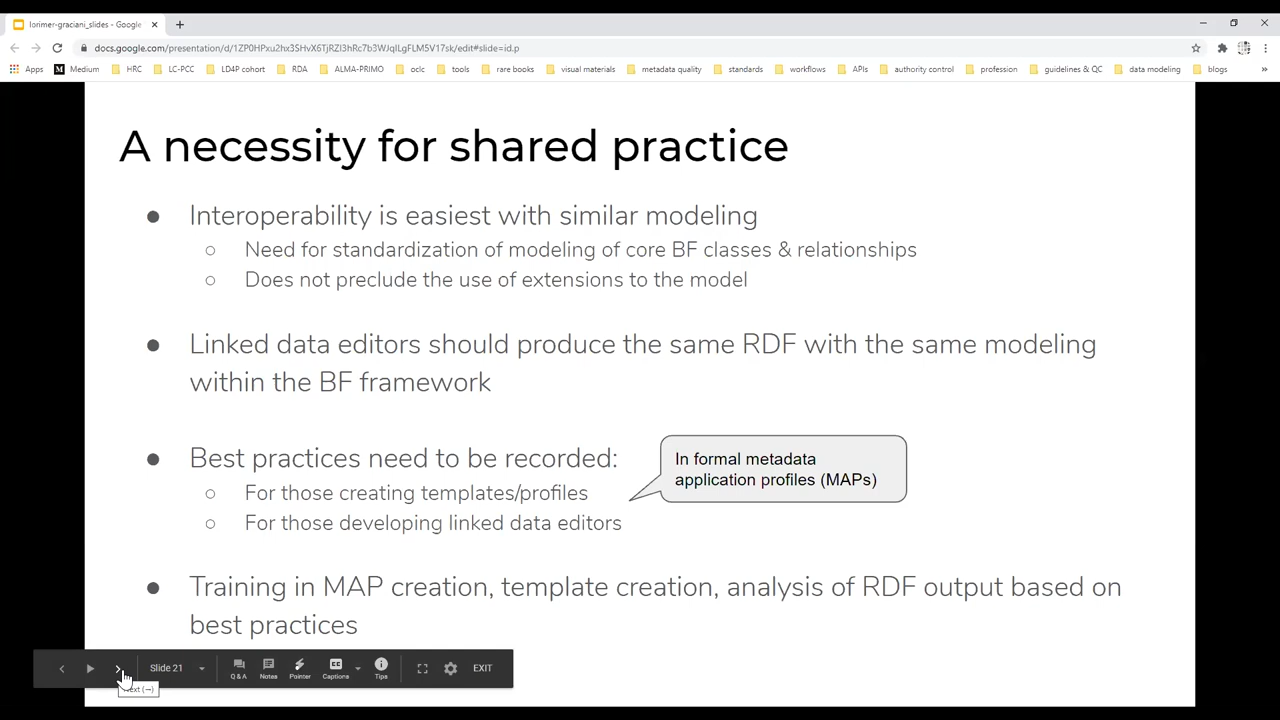 lorimer-graciani_slides - Google
docs.google.com/presentation/d/1ZP0HPxu2hx3SHvX6TjRZI3hRc7b3WJqlLgFLM5V17sk/edit#slide=id.p
Apps Medium HRC LC-PCC LD4P cohort RDA ALMA-PRIMO oclc tools rare books visual materials metadata quality standards workflows APIs authority control profession guidelines & QC data modeling blogs
A necessity for shared practice
● Interoperability is easiest with similar modeling
○ Need for standardization of modeling of core BF classes & relationships
○ Does not preclude the use of extensions to the model
● Linked data editors should produce the same RDF with the same modeling
within the BF framework
● Best practices need to be recorded:
In formal metadata
application profiles (MAPs)
○ For those creating templates/profiles
○ For those developing linked data editors
● Training in MAP creation, template creation, analysis of RDF output based on
best practices
Slide 21 Q & A Notes Pointer Captions Tips EXIT